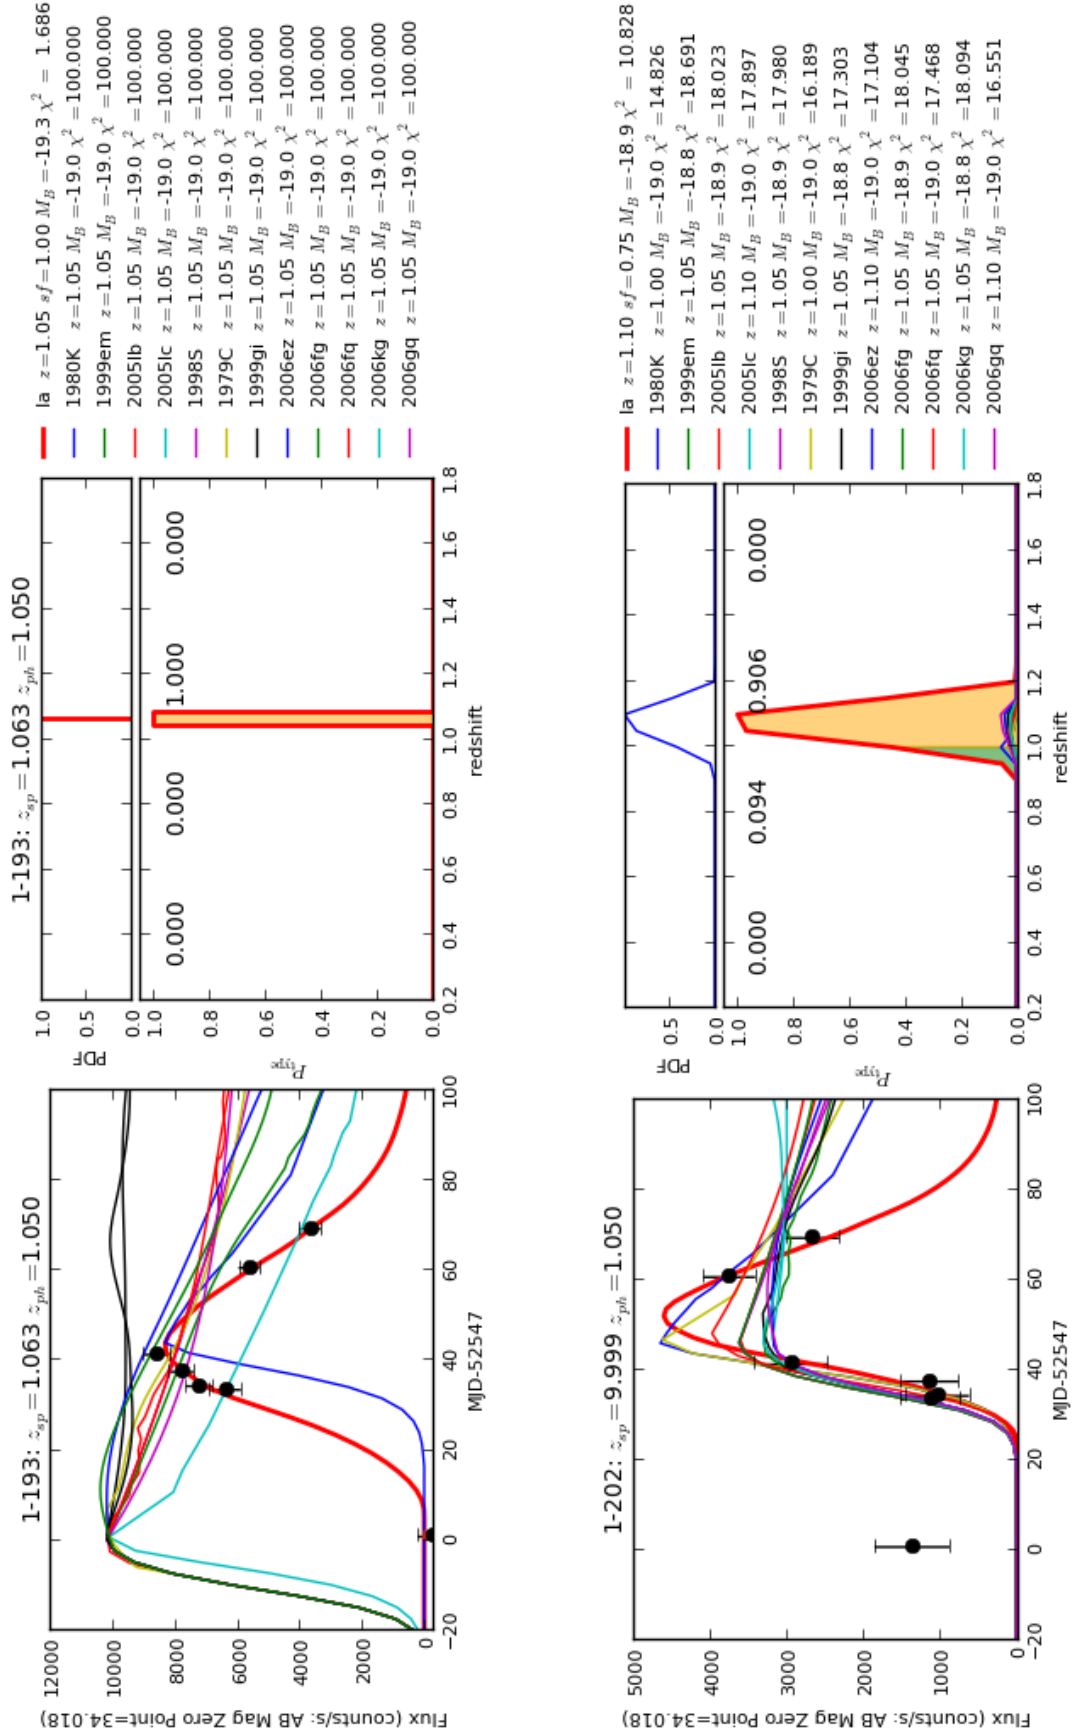 1-193: z_sp=1.063 z_ph=1.050
12000
10000
8000
6000
4000
2000
0
Flux (counts/s: AB Mag Zero Point=34.018)
−20
0
20
40
60
80
100
MJD-52547
1-193: z_sp=1.063 z_ph=1.050
1.0
0.5
0.0
PDF
1.0
0.8
0.6
0.4
0.2
0.0
P_type
0.000
0.000
1.000
0.000
0.2
0.4
0.6
0.8
1.0
1.2
1.4
1.6
1.8
redshift
Ia z=1.05 sf=1.00 M_B=-19.3 χ² = 1.686
1980K z=1.05 M_B=-19.0 χ²=100.000
1999em z=1.05 M_B=-19.0 χ²=100.000
2005lb z=1.05 M_B=-19.0 χ²=100.000
2005lc z=1.05 M_B=-19.0 χ²=100.000
1998S z=1.05 M_B=-19.0 χ²=100.000
1979C z=1.05 M_B=-19.0 χ²=100.000
1999gi z=1.05 M_B=-19.0 χ²=100.000
2006ez z=1.05 M_B=-19.0 χ²=100.000
2006fg z=1.05 M_B=-19.0 χ²=100.000
2006fq z=1.05 M_B=-19.0 χ²=100.000
2006kg z=1.05 M_B=-19.0 χ²=100.000
2006gq z=1.05 M_B=-19.0 χ²=100.000
1-202: z_sp=9.999 z_ph=1.050
5000
4000
3000
2000
1000
0
Flux (counts/s: AB Mag Zero Point=34.018)
−20
0
20
40
60
80
100
MJD-52547
0.5
0.0
PDF
1.0
0.8
0.6
0.4
0.2
0.0
P_type
0.000
0.094
0.906
0.000
0.2
0.4
0.6
0.8
1.0
1.2
1.4
1.6
1.8
redshift
Ia z=1.10 sf=0.75 M_B=-18.9 χ² = 10.828
1980K z=1.00 M_B=-19.0 χ²=14.826
1999em z=1.05 M_B=-18.8 χ²=18.691
2005lb z=1.05 M_B=-18.9 χ²=18.023
2005lc z=1.10 M_B=-19.0 χ²=17.897
1998S z=1.05 M_B=-18.9 χ²=17.980
1979C z=1.00 M_B=-19.0 χ²=16.189
1999gi z=1.05 M_B=-18.8 χ²=17.303
2006ez z=1.10 M_B=-19.0 χ²=17.104
2006fg z=1.05 M_B=-18.9 χ²=18.045
2006fq z=1.05 M_B=-19.0 χ²=17.468
2006kg z=1.05 M_B=-18.8 χ²=18.094
2006gq z=1.10 M_B=-19.0 χ²=16.551